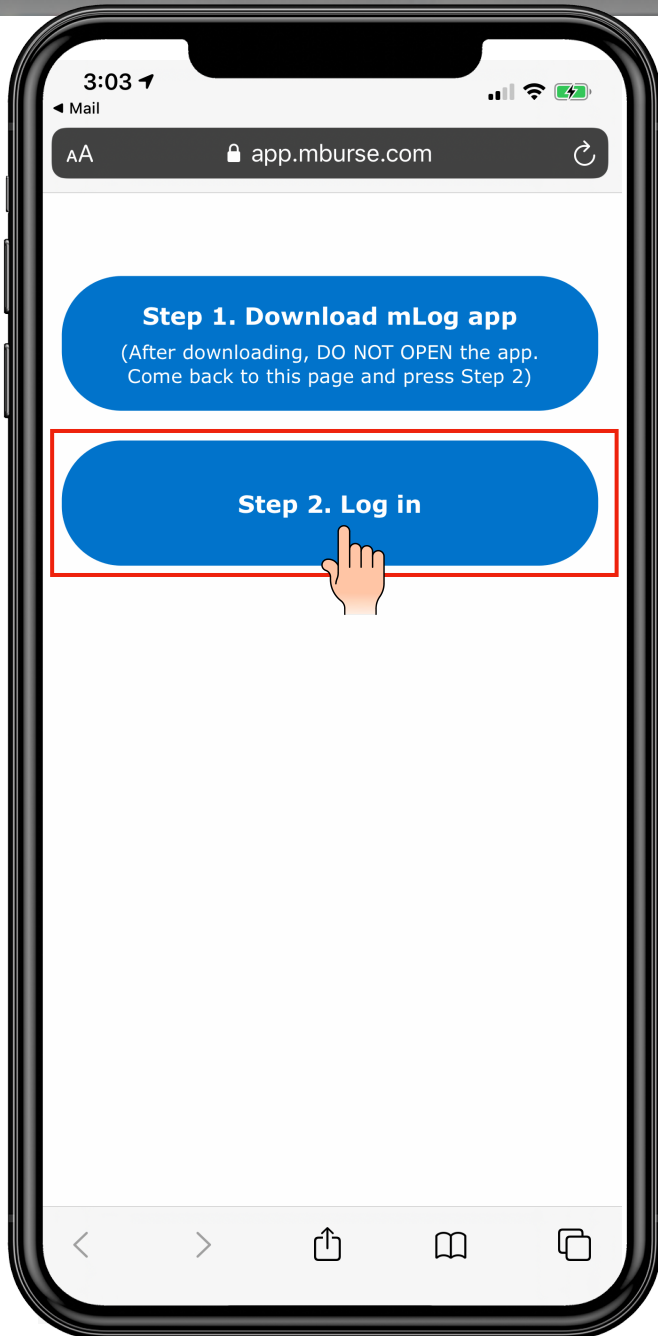 3:03
◀ Mail
AA
app.mburse.com
Step 1. Download mLog app
(After downloading, DO NOT OPEN the app.
Come back to this page and press Step 2)
Step 2. Log in